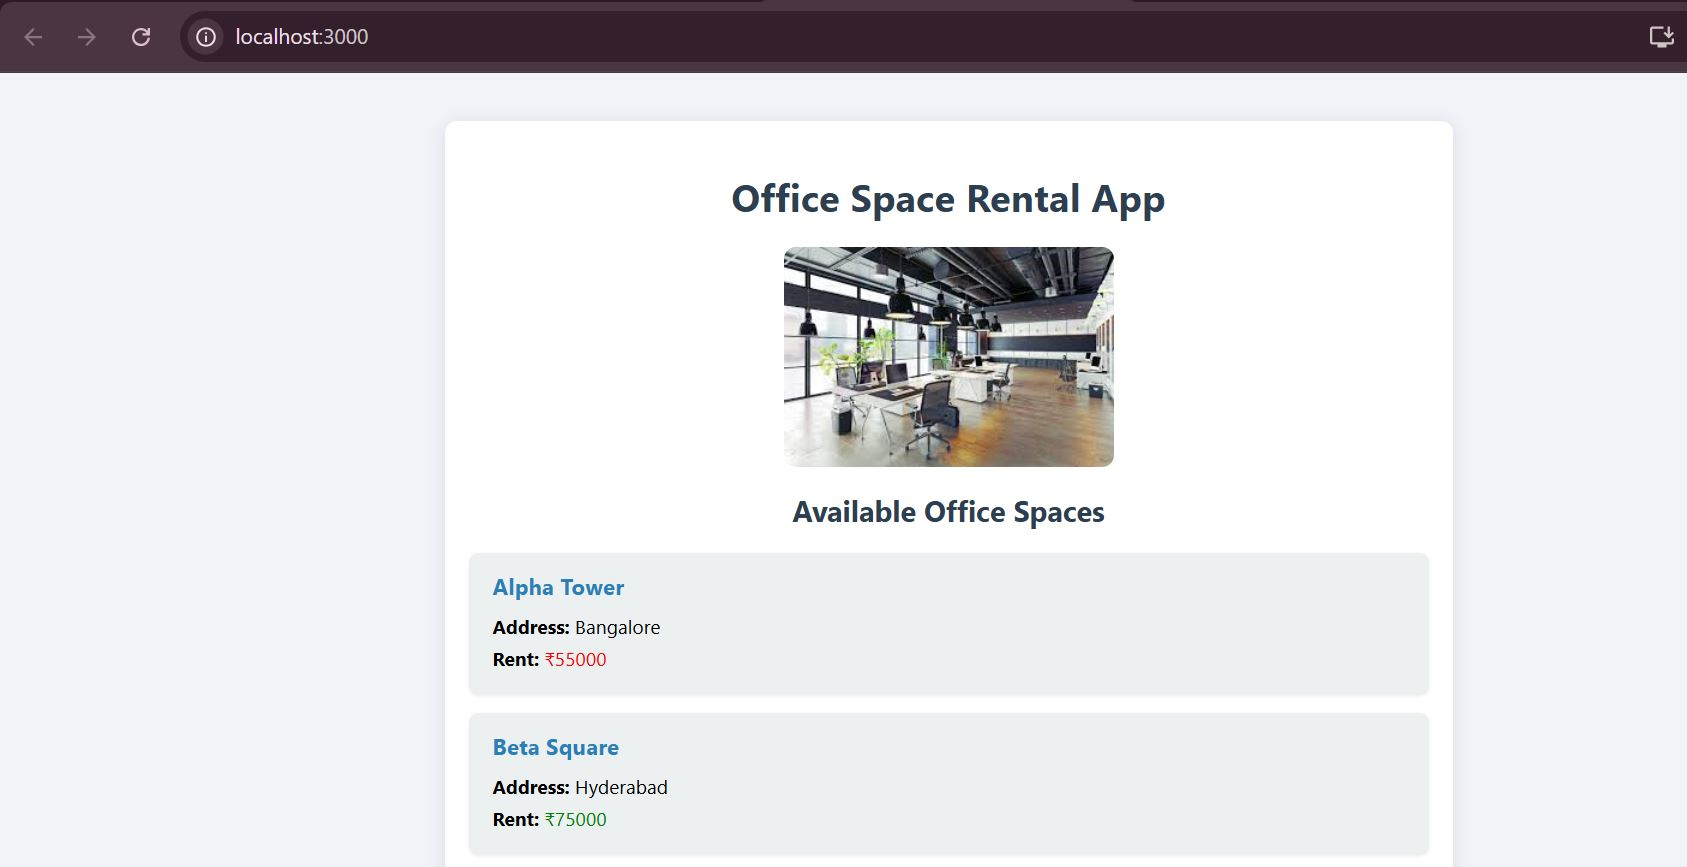 localhost:3000
Office Space Rental App
Available Office Spaces
Alpha Tower
Address: Bangalore
Rent: ₹55000
Beta Square
Address: Hyderabad
Rent: ₹75000